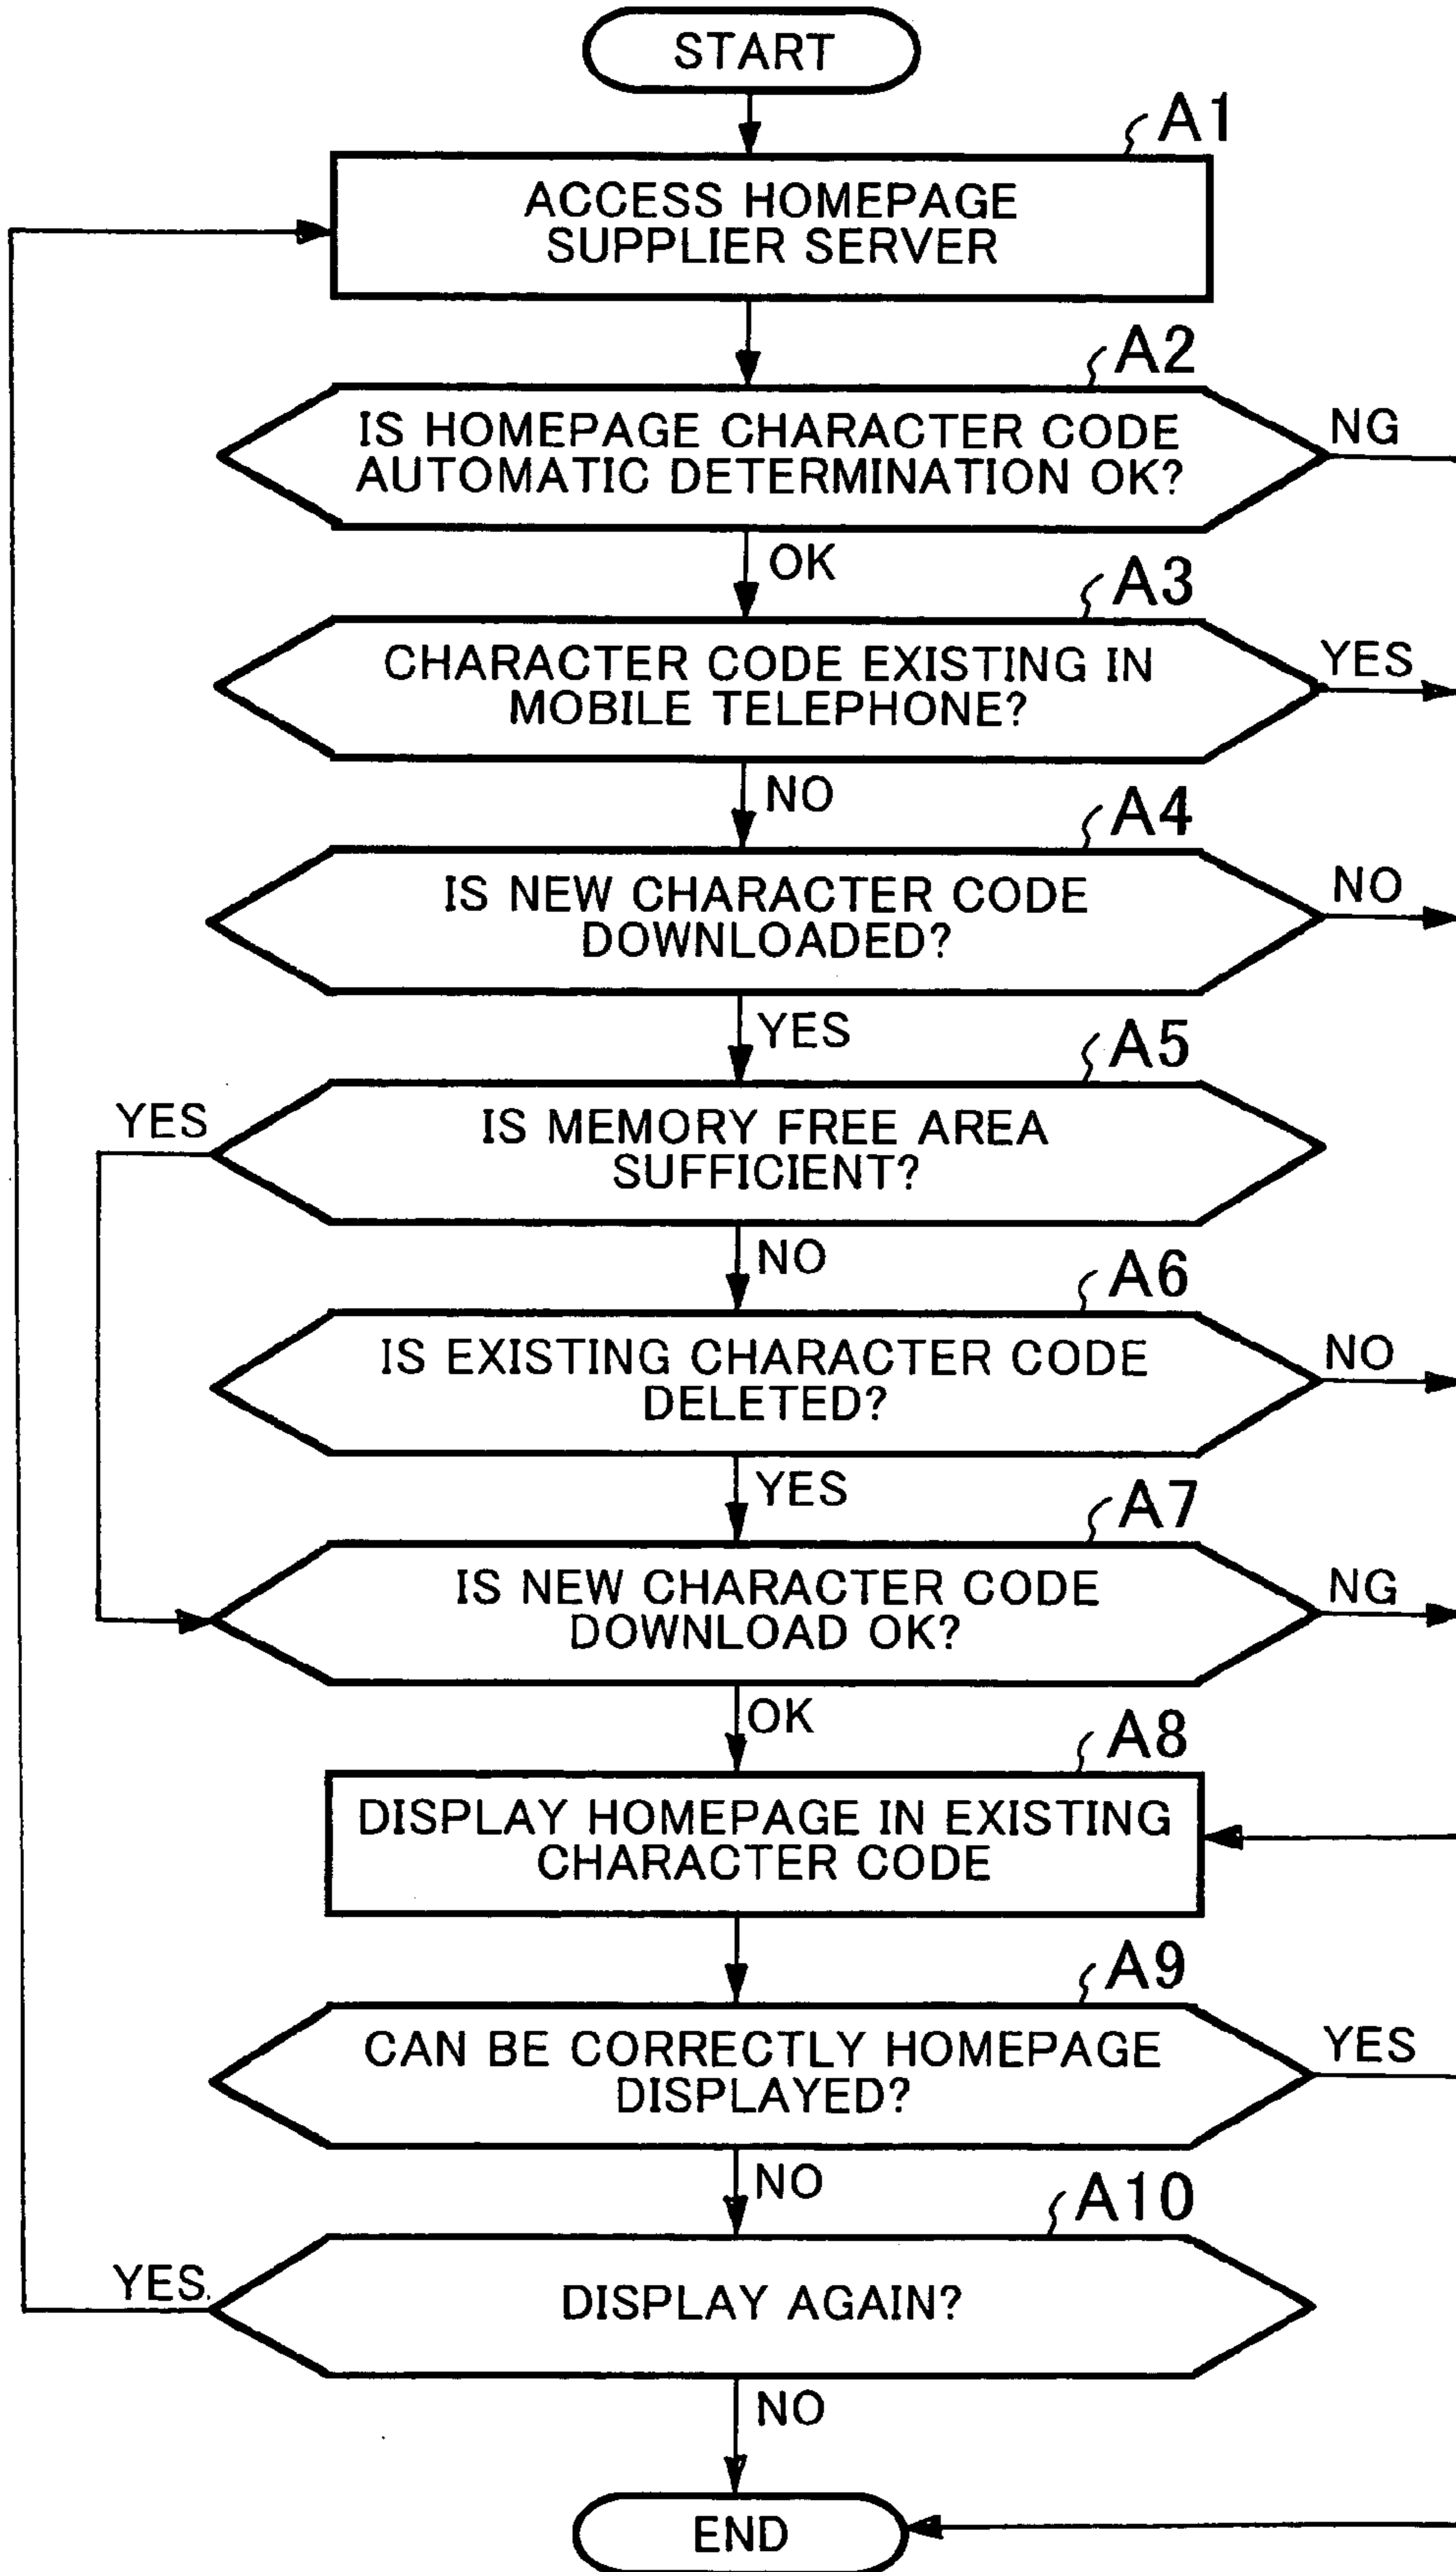 START
A1
ACCESS HOMEPAGE
SUPPLIER SERVER
A2
IS HOMEPAGE CHARACTER CODE
AUTOMATIC DETERMINATION OK?
NG
OK
A3
CHARACTER CODE EXISTING IN
MOBILE TELEPHONE?
YES
NO
A4
IS NEW CHARACTER CODE
DOWNLOADED?
NO
YES
A5
YES
IS MEMORY FREE AREA
SUFFICIENT?
NO
A6
IS EXISTING CHARACTER CODE
DELETED?
NO
YES
A7
IS NEW CHARACTER CODE
DOWNLOAD OK?
NG
OK
A8
DISPLAY HOMEPAGE IN EXISTING
CHARACTER CODE
A9
CAN BE CORRECTLY HOMEPAGE
DISPLAYED?
YES
NO
A10
YES
DISPLAY AGAIN?
NO
END